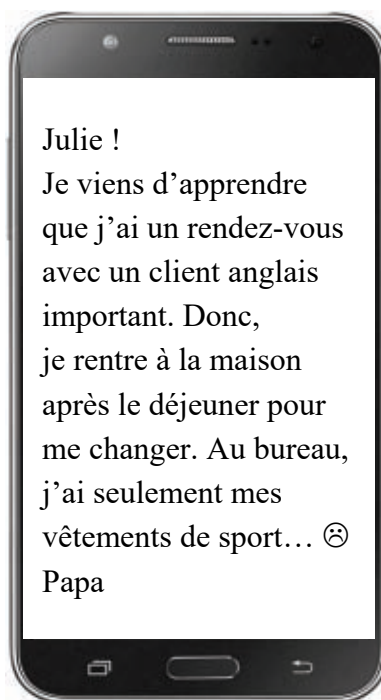 Julie !
Je viens d’apprendre
que j’ai un rendez-vous
avec un client anglais
important. Donc,
je rentre à la maison
après le déjeuner pour
me changer. Au bureau,
j’ai seulement mes
vêtements de sport… ☹
Papa